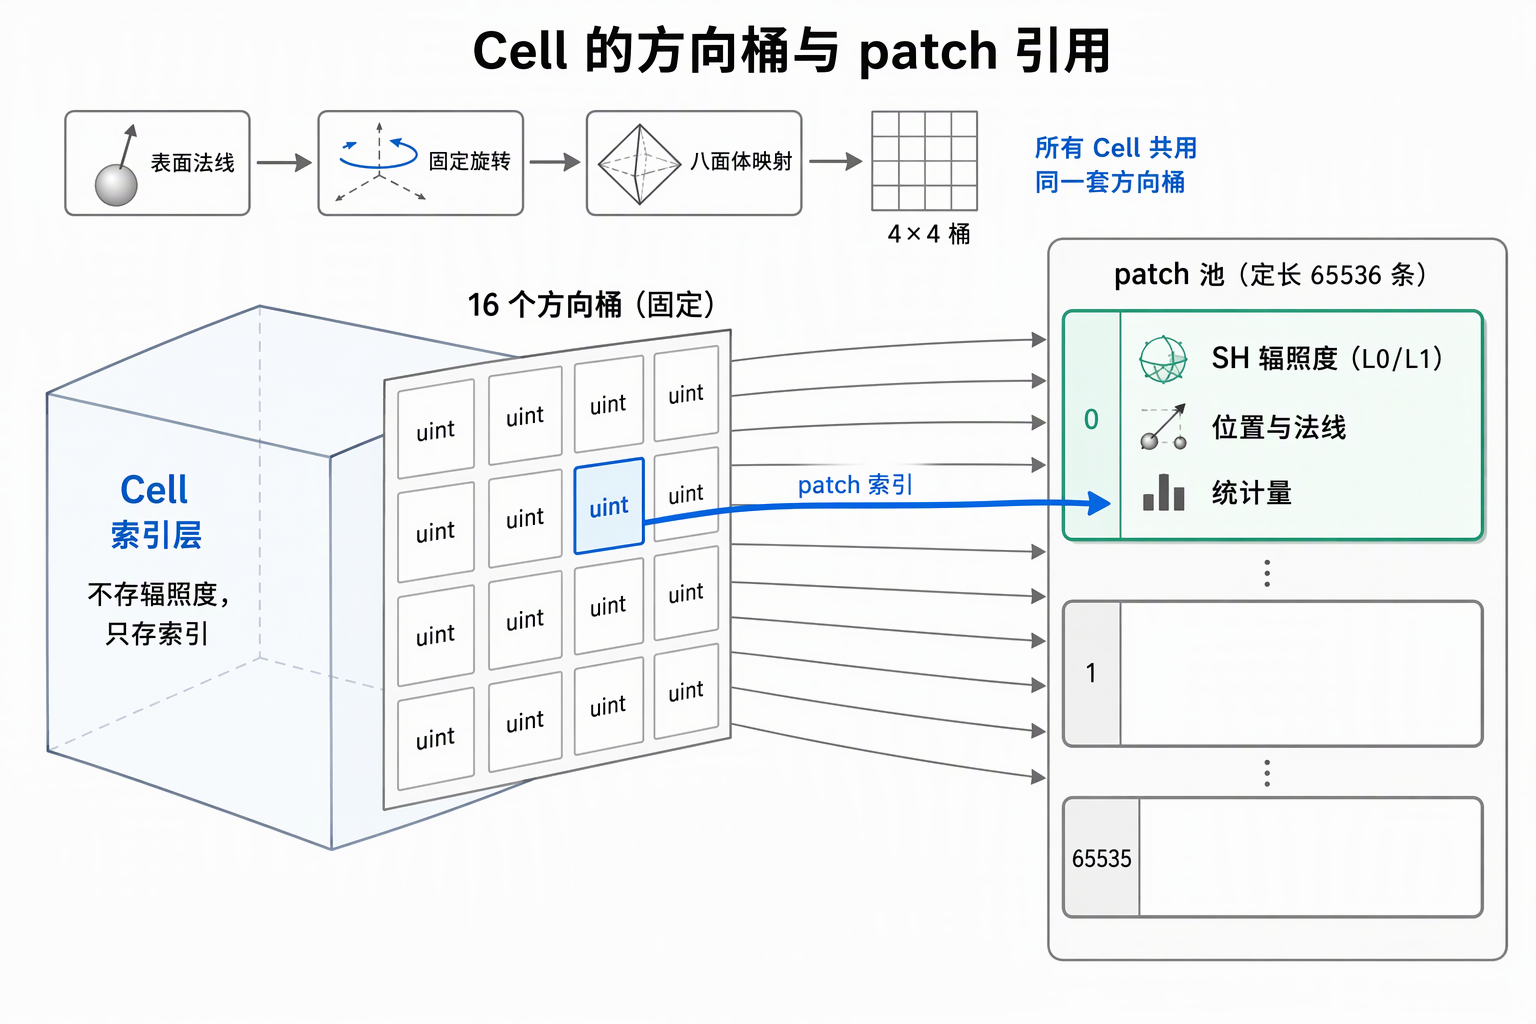 Cell 的方向桶与 patch 引用
表面法线
固定旋转
八面体映射
4×4 桶
所有 Cell 共用
同一套方向桶
patch 池（定长 65536 条）
16 个方向桶（固定）
Cell
索引层
不存辐照度，
只存索引
uint uint uint uint
uint uint uint uint
uint uint uint uint
uint uint uint uint
patch 索引
0
SH 辐照度（L0/L1）
位置与法线
统计量
1
65535